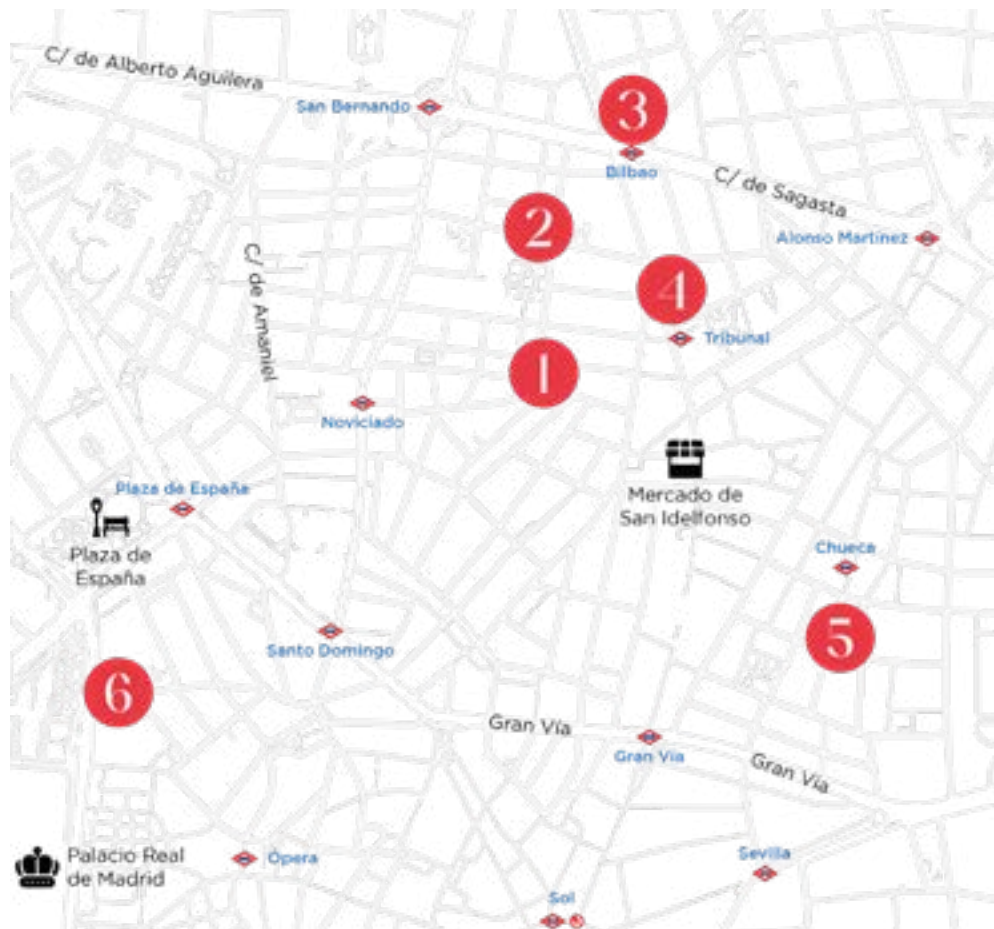 C/ de Alberto Aguilera
San Bernando
3
Bilbao
C/ de Sagasta
2
Alonso Martínez
C/ de Amaniel
4
Tribunal
1
Noviciado
Mercado de
San Idelfonso
Plaza de España
Plaza de
España
Chueca
5
Santo Domingo
6
Gran Vía
Gran Vía
Gran Vía
Palacio Real
de Madrid
Ópera
Sevilla
Sol